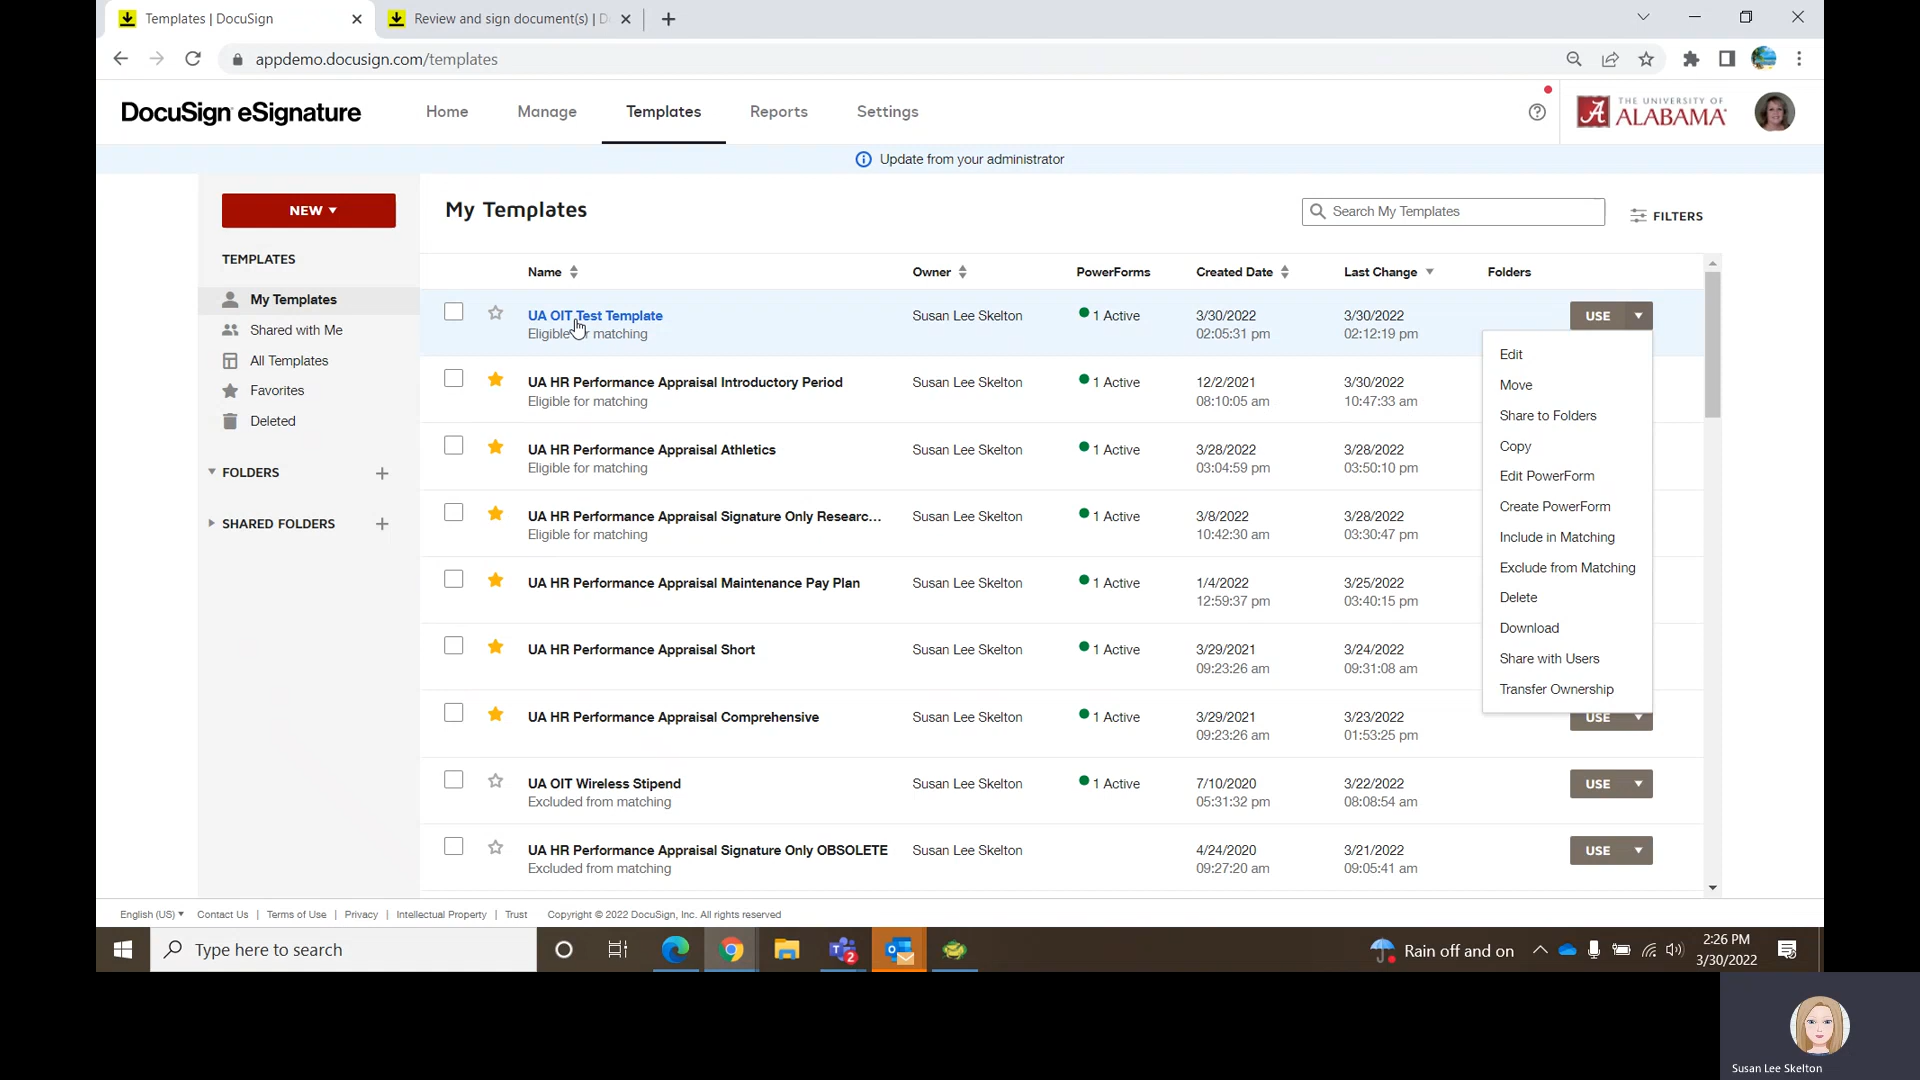 Templates | DocuSign
Review and sign document(s) | D
appdemo.docusign.com/templates
DocuSign eSignature
Home
Manage
Templates
Reports
Settings
THE UNIVERSITY OF
ALABAMA
Update from your administrator
NEW
My Templates
Search My Templates
FILTERS
TEMPLATES
My Templates
Shared with Me
All Templates
Favorites
Deleted
FOLDERS
SHARED FOLDERS
Name Owner PowerForms Created Date Last Change Folders
UA OIT Test Template Susan Lee Skelton 1 Active 3/30/2022 3/30/2022 USE
Eligible for matching 02:05:31 pm 02:12:19 pm
UA HR Performance Appraisal Introductory Period Susan Lee Skelton 1 Active 12/2/2021 3/30/2022
Eligible for matching 08:10:05 am 10:47:33 am
UA HR Performance Appraisal Athletics Susan Lee Skelton 1 Active 3/28/2022 3/28/2022
Eligible for matching 03:04:59 pm 03:50:10 pm
UA HR Performance Appraisal Signature Only Researc... Susan Lee Skelton 1 Active 3/8/2022 3/28/2022
Eligible for matching 10:42:30 am 03:30:47 pm
UA HR Performance Appraisal Maintenance Pay Plan Susan Lee Skelton 1 Active 1/4/2022 3/25/2022
12:59:37 pm 03:40:15 pm
UA HR Performance Appraisal Short Susan Lee Skelton 1 Active 3/29/2021 3/24/2022
09:23:26 am 09:31:08 am
UA HR Performance Appraisal Comprehensive Susan Lee Skelton 1 Active 3/29/2021 3/23/2022 USE
09:23:26 am 01:53:25 pm
UA OIT Wireless Stipend Susan Lee Skelton 1 Active 7/10/2020 3/22/2022 USE
Excluded from matching 05:31:32 pm 08:08:54 am
UA HR Performance Appraisal Signature Only OBSOLETE Susan Lee Skelton 4/24/2020 3/21/2022 USE
Excluded from matching 09:27:20 am 09:05:41 am
Edit
Move
Share to Folders
Copy
Edit PowerForm
Create PowerForm
Include in Matching
Exclude from Matching
Delete
Download
Share with Users
Transfer Ownership
English (US) Contact Us | Terms of Use | Privacy | Intellectual Property | Trust Copyright © 2022 DocuSign, Inc. All rights reserved
Type here to search
2
Rain off and on
2:26 PM
3/30/2022
Susan Lee Skelton